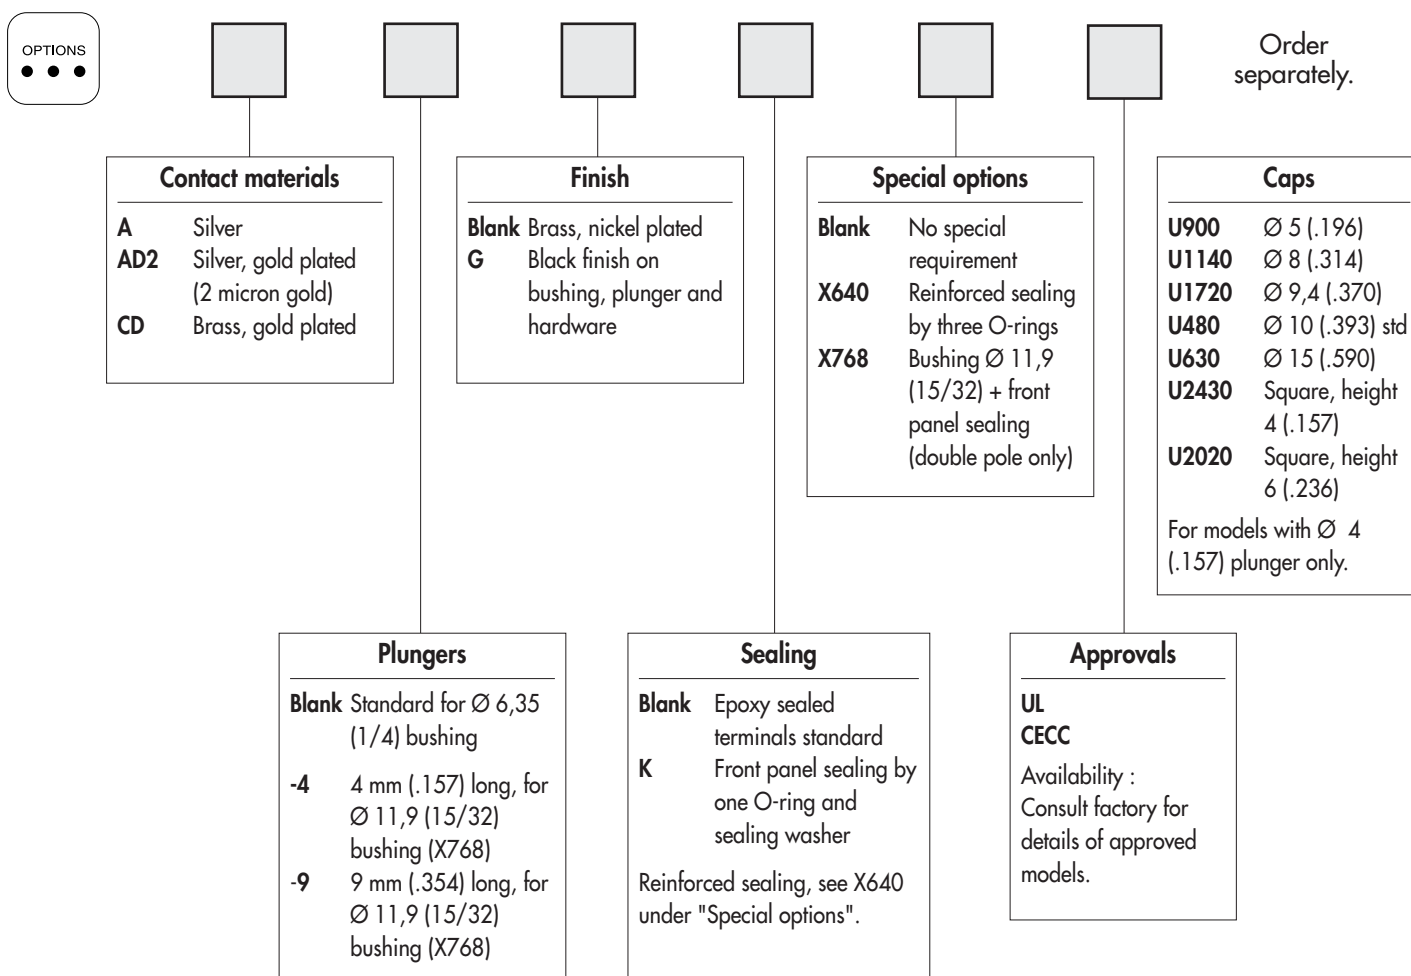 OPTIONS
Order
separately.
Contact materials
A Silver
AD2 Silver, gold plated
(2 micron gold)
CD Brass, gold plated
Finish
Blank Brass, nickel plated
G Black finish on
bushing, plunger and
hardware
Special options
Blank No special
requirement
X640 Reinforced sealing
by three O-rings
X768 Bushing Ø 11,9
(15/32) + front
panel sealing
(double pole only)
Caps
U900 Ø 5 (.196)
U1140 Ø 8 (.314)
U1720 Ø 9,4 (.370)
U480 Ø 10 (.393) std
U630 Ø 15 (.590)
U2430 Square, height
4 (.157)
U2020 Square, height
6 (.236)
For models with Ø 4
(.157) plunger only.
Plungers
Blank Standard for Ø 6,35
(1/4) bushing
-4 4 mm (.157) long, for
Ø 11,9 (15/32)
bushing (X768)
-9 9 mm (.354) long, for
Ø 11,9 (15/32)
bushing (X768)
Sealing
Blank Epoxy sealed
terminals standard
K Front panel sealing by
one O-ring and
sealing washer
Reinforced sealing, see X640
under "Special options".
Approvals
UL
CECC
Availability :
Consult factory for
details of approved
models.